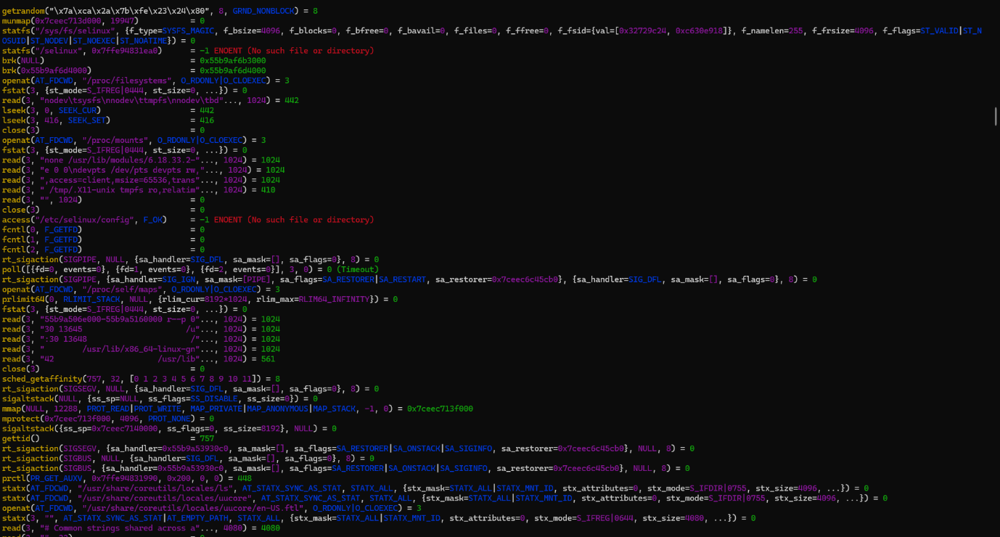 getrandom("\x7a\xca\x2a\x7b\xfe\x23\x24\x80", 8, GRND_NONBLOCK) = 8
munmap(0x7ceec713d000, 19947)           = 0
statfs("/sys/fs/selinux", {f_type=SYSFS_MAGIC, f_bsize=4096, f_blocks=0, f_bfree=0, f_bavail=0, f_files=0, f_ffree=0, f_fsid={val=[0x32729c24, 0xc630e918]}, f_namelen=255, f_frsize=4096, f_flags=ST_VALID|ST_N
OSUID|ST_NODEV|ST_NOEXEC|ST_NOATIME}) = 0
statfs("/selinux", 0x7ffe94831ea0)      = -1 ENOENT (No such file or directory)
brk(NULL)                               = 0x55b9af6b3000
brk(0x55b9af6d4000)                     = 0x55b9af6d4000
openat(AT_FDCWD, "/proc/filesystems", O_RDONLY|O_CLOEXEC) = 3
fstat(3, {st_mode=S_IFREG|0444, st_size=0, ...}) = 0
read(3, "nodev\tsysfs\nnodev\ttmpfs\nnodev\tbd"..., 1024) = 442
lseek(3, 0, SEEK_CUR)                   = 442
lseek(3, 416, SEEK_SET)                 = 416
close(3)                                = 0
openat(AT_FDCWD, "/proc/mounts", O_RDONLY|O_CLOEXEC) = 3
fstat(3, {st_mode=S_IFREG|0444, st_size=0, ...}) = 0
read(3, "none /usr/lib/modules/6.18.33.2-"..., 1024) = 1024
read(3, "e 0 0\ndevpts /dev/pts devpts rw,"..., 1024) = 1024
read(3, ",access=client,msize=65536,trans"..., 1024) = 1024
read(3, " /tmp/.X11-unix tmpfs ro,relatim"..., 1024) = 410
read(3, "", 1024)                       = 0
close(3)                                = 0
access("/etc/selinux/config", F_OK)     = -1 ENOENT (No such file or directory)
fcntl(0, F_GETFD)                       = 0
fcntl(1, F_GETFD)                       = 0
fcntl(2, F_GETFD)                       = 0
rt_sigaction(SIGPIPE, NULL, {sa_handler=SIG_DFL, sa_mask=[], sa_flags=0}, 8) = 0
poll([{fd=0, events=0}, {fd=1, events=0}, {fd=2, events=0}], 3, 0) = 0 (Timeout)
rt_sigaction(SIGPIPE, {sa_handler=SIG_IGN, sa_mask=[PIPE], sa_flags=SA_RESTORER|SA_RESTART, sa_restorer=0x7ceec6c45cb0}, {sa_handler=SIG_DFL, sa_mask=[], sa_flags=0}, 8) = 0
openat(AT_FDCWD, "/proc/self/maps", O_RDONLY|O_CLOEXEC) = 3
prlimit64(0, RLIMIT_STACK, NULL, {rlim_cur=8192*1024, rlim_max=RLIM64_INFINITY}) = 0
fstat(3, {st_mode=S_IFREG|0444, st_size=0, ...}) = 0
read(3, "55b9a506e000-55b9a5160000 r--p 0"..., 1024) = 1024
read(3, "30 13645                      /u"..., 1024) = 1024
read(3, ":30 13648                      /"..., 1024) = 1024
read(3, "        /usr/lib/x86_64-linux-gn"..., 1024) = 1024
read(3, "42                      /usr/lib"..., 1024) = 561
close(3)                                = 0
sched_getaffinity(757, 32, [0 1 2 3 4 5 6 7 8 9 10 11]) = 8
rt_sigaction(SIGSEGV, NULL, {sa_handler=SIG_DFL, sa_mask=[], sa_flags=0}, 8) = 0
sigaltstack(NULL, {ss_sp=NULL, ss_flags=SS_DISABLE, ss_size=0}) = 0
mmap(NULL, 12288, PROT_READ|PROT_WRITE, MAP_PRIVATE|MAP_ANONYMOUS|MAP_STACK, -1, 0) = 0x7ceec713f000
mprotect(0x7ceec713f000, 4096, PROT_NONE) = 0
sigaltstack({ss_sp=0x7ceec7140000, ss_flags=0, ss_size=8192}, NULL) = 0
gettid()                                = 757
rt_sigaction(SIGSEGV, {sa_handler=0x55b9a53930c0, sa_mask=[], sa_flags=SA_RESTORER|SA_ONSTACK|SA_SIGINFO, sa_restorer=0x7ceec6c45cb0}, NULL, 8) = 0
rt_sigaction(SIGBUS, NULL, {sa_handler=SIG_DFL, sa_mask=[], sa_flags=0}, 8) = 0
rt_sigaction(SIGBUS, {sa_handler=0x55b9a53930c0, sa_mask=[], sa_flags=SA_RESTORER|SA_ONSTACK|SA_SIGINFO, sa_restorer=0x7ceec6c45cb0}, NULL, 8) = 0
prctl(PR_GET_AUXV, 0x7ffe94831990, 0x200, 0, 0) = 448
statx(AT_FDCWD, "/usr/share/coreutils/locales/ls", AT_STATX_SYNC_AS_STAT, STATX_ALL, {stx_mask=STATX_ALL|STATX_MNT_ID, stx_attributes=0, stx_mode=S_IFDIR|0755, stx_size=4096, ...}) = 0
statx(AT_FDCWD, "/usr/share/coreutils/locales/uucore", AT_STATX_SYNC_AS_STAT, STATX_ALL, {stx_mask=STATX_ALL|STATX_MNT_ID, stx_attributes=0, stx_mode=S_IFDIR|0755, stx_size=4096, ...}) = 0
openat(AT_FDCWD, "/usr/share/coreutils/locales/uucore/en-US.ftl", O_RDONLY|O_CLOEXEC) = 3
statx(3, "", AT_STATX_SYNC_AS_STAT|AT_EMPTY_PATH, STATX_ALL, {stx_mask=STATX_ALL|STATX_MNT_ID, stx_attributes=0, stx_mode=S_IFREG|0644, stx_size=4080, ...}) = 0
read(3, "# Common strings shared across a"..., 4080) = 4080